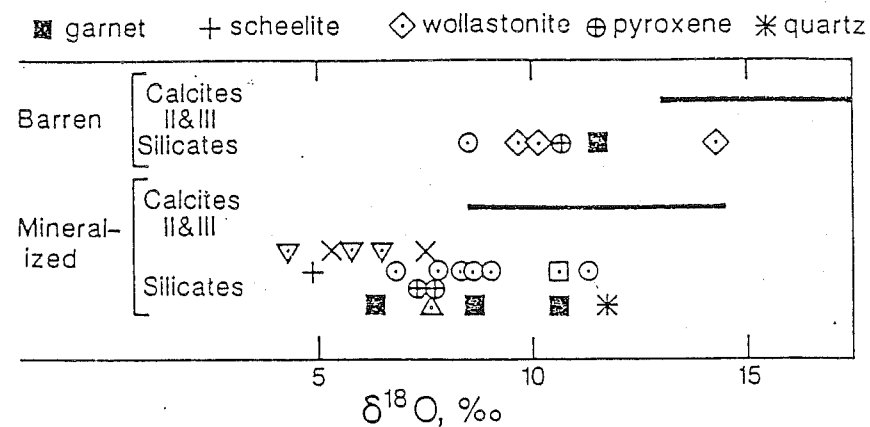 garnet scheelite wollastonite pyroxene quartz
Barren
Calcites
II&III
Silicates
Mineral-
ized
Calcites
II&III
Silicates
5 10 15
δ¹⁸O, ‰